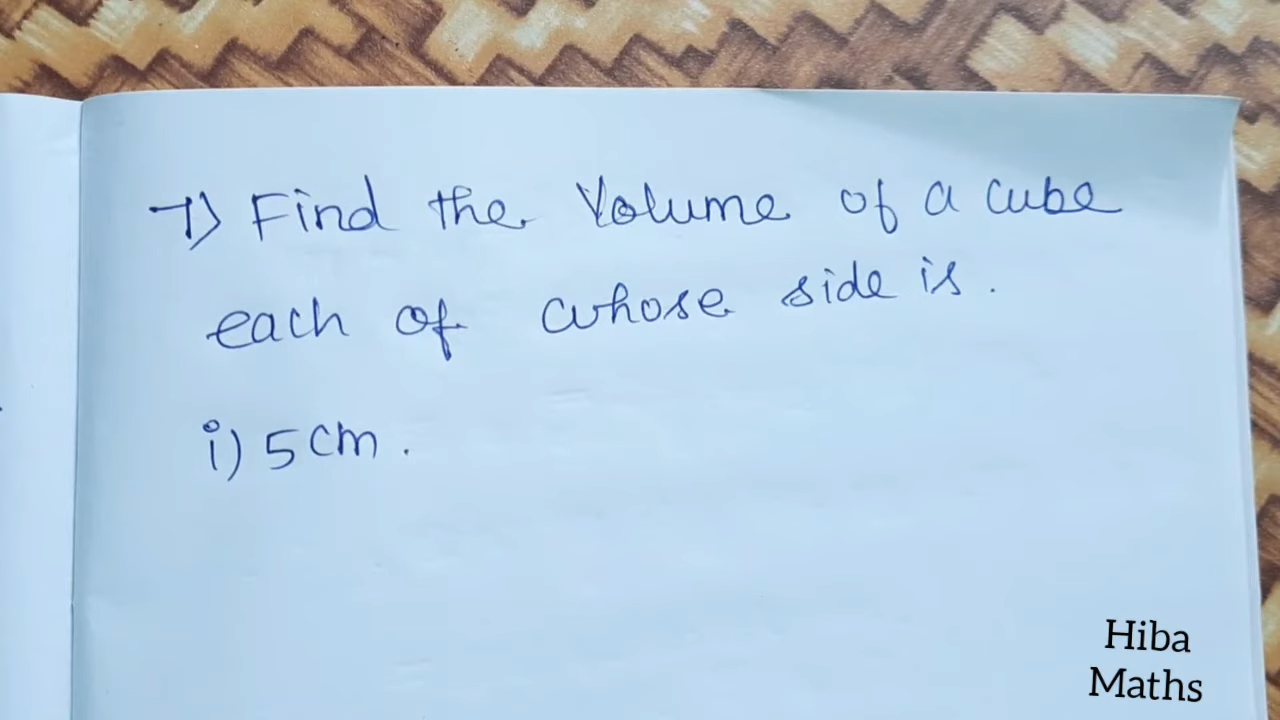 7) Find the Volume of a cube
each of whose side is.
i) 5cm.
Hiba
Maths